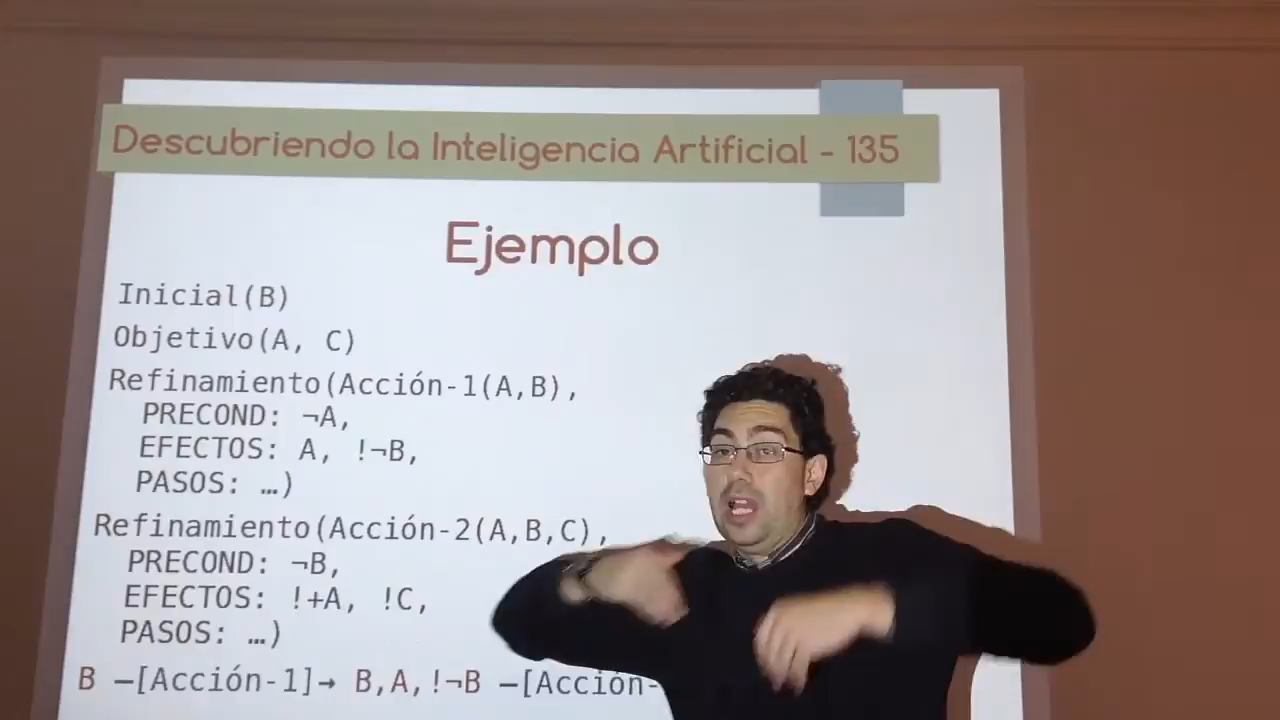 Descubriendo la Inteligencia Artificial - 135
Ejemplo
Inicial(B)
Objetivo(A, C)
Refinamiento(Acción-1(A,B),
PRECOND: ¬A,
EFECTOS: A, !¬B,
PASOS: …)
Refinamiento(Acción-2(A,B,C),
PRECOND: ¬B,
EFECTOS: !+A, !C,
PASOS: …)
B —[Acción-1]→ B,A,!¬B —[Acción-